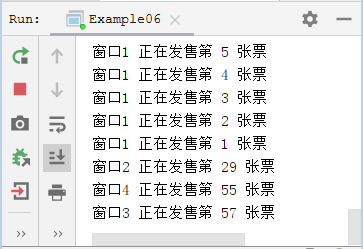 Run: Example06
窗口1 正在发售第 5 张票
窗口1 正在发售第 4 张票
窗口1 正在发售第 3 张票
窗口1 正在发售第 2 张票
窗口1 正在发售第 1 张票
窗口2 正在发售第 29 张票
窗口4 正在发售第 55 张票
窗口3 正在发售第 57 张票